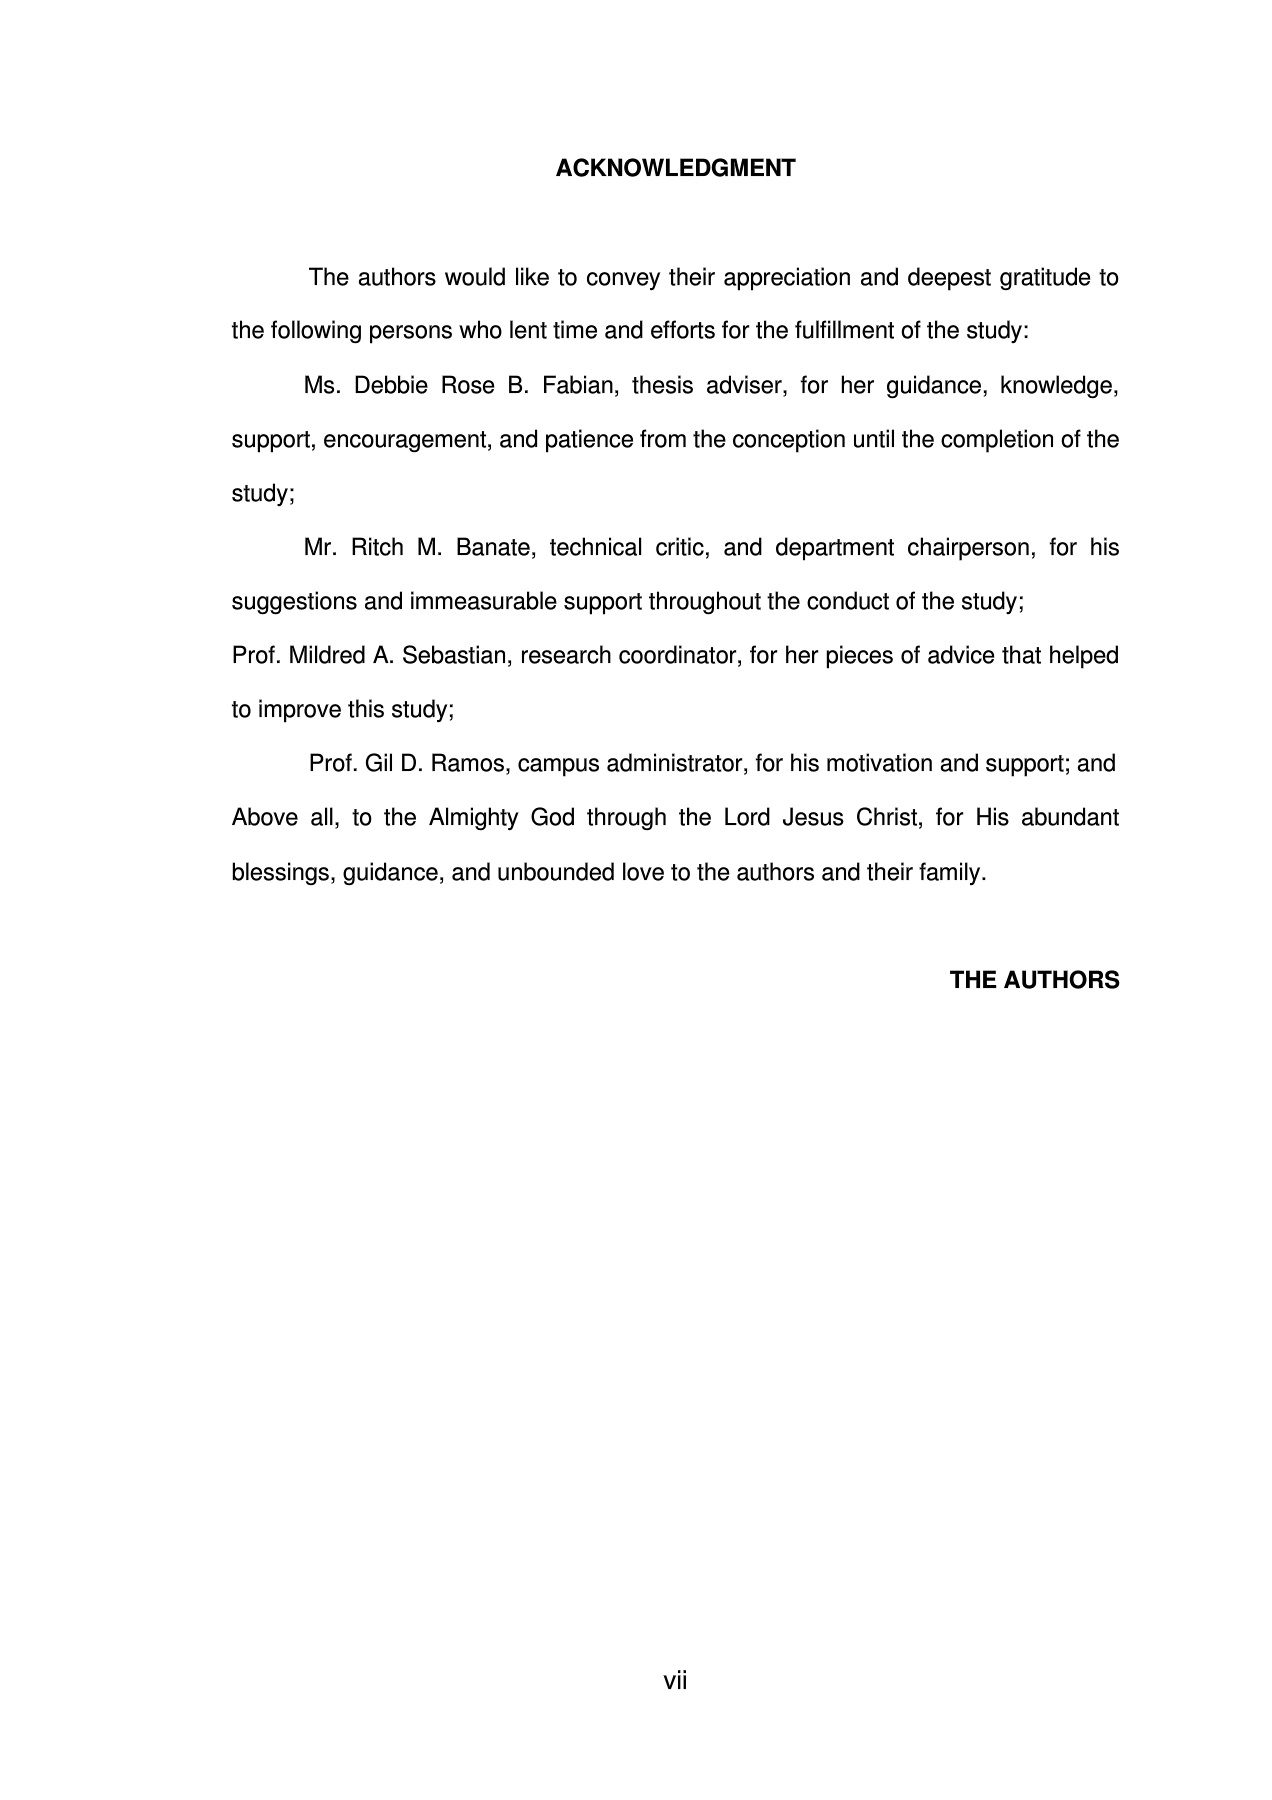 ACKNOWLEDGMENT
The authors would like to convey their appreciation and deepest gratitude to
the following persons who lent time and efforts for the fulfillment of the study:
Ms. Debbie Rose B. Fabian, thesis adviser, for her guidance, knowledge,
support, encouragement, and patience from the conception until the completion of the
study;
Mr. Ritch M. Banate, technical critic, and department chairperson, for his
suggestions and immeasurable support throughout the conduct of the study;
Prof. Mildred A. Sebastian, research coordinator, for her pieces of advice that helped
to improve this study;
Prof. Gil D. Ramos, campus administrator, for his motivation and support; and
Above all, to the Almighty God through the Lord Jesus Christ, for His abundant
blessings, guidance, and unbounded love to the authors and their family.
THE AUTHORS
vii